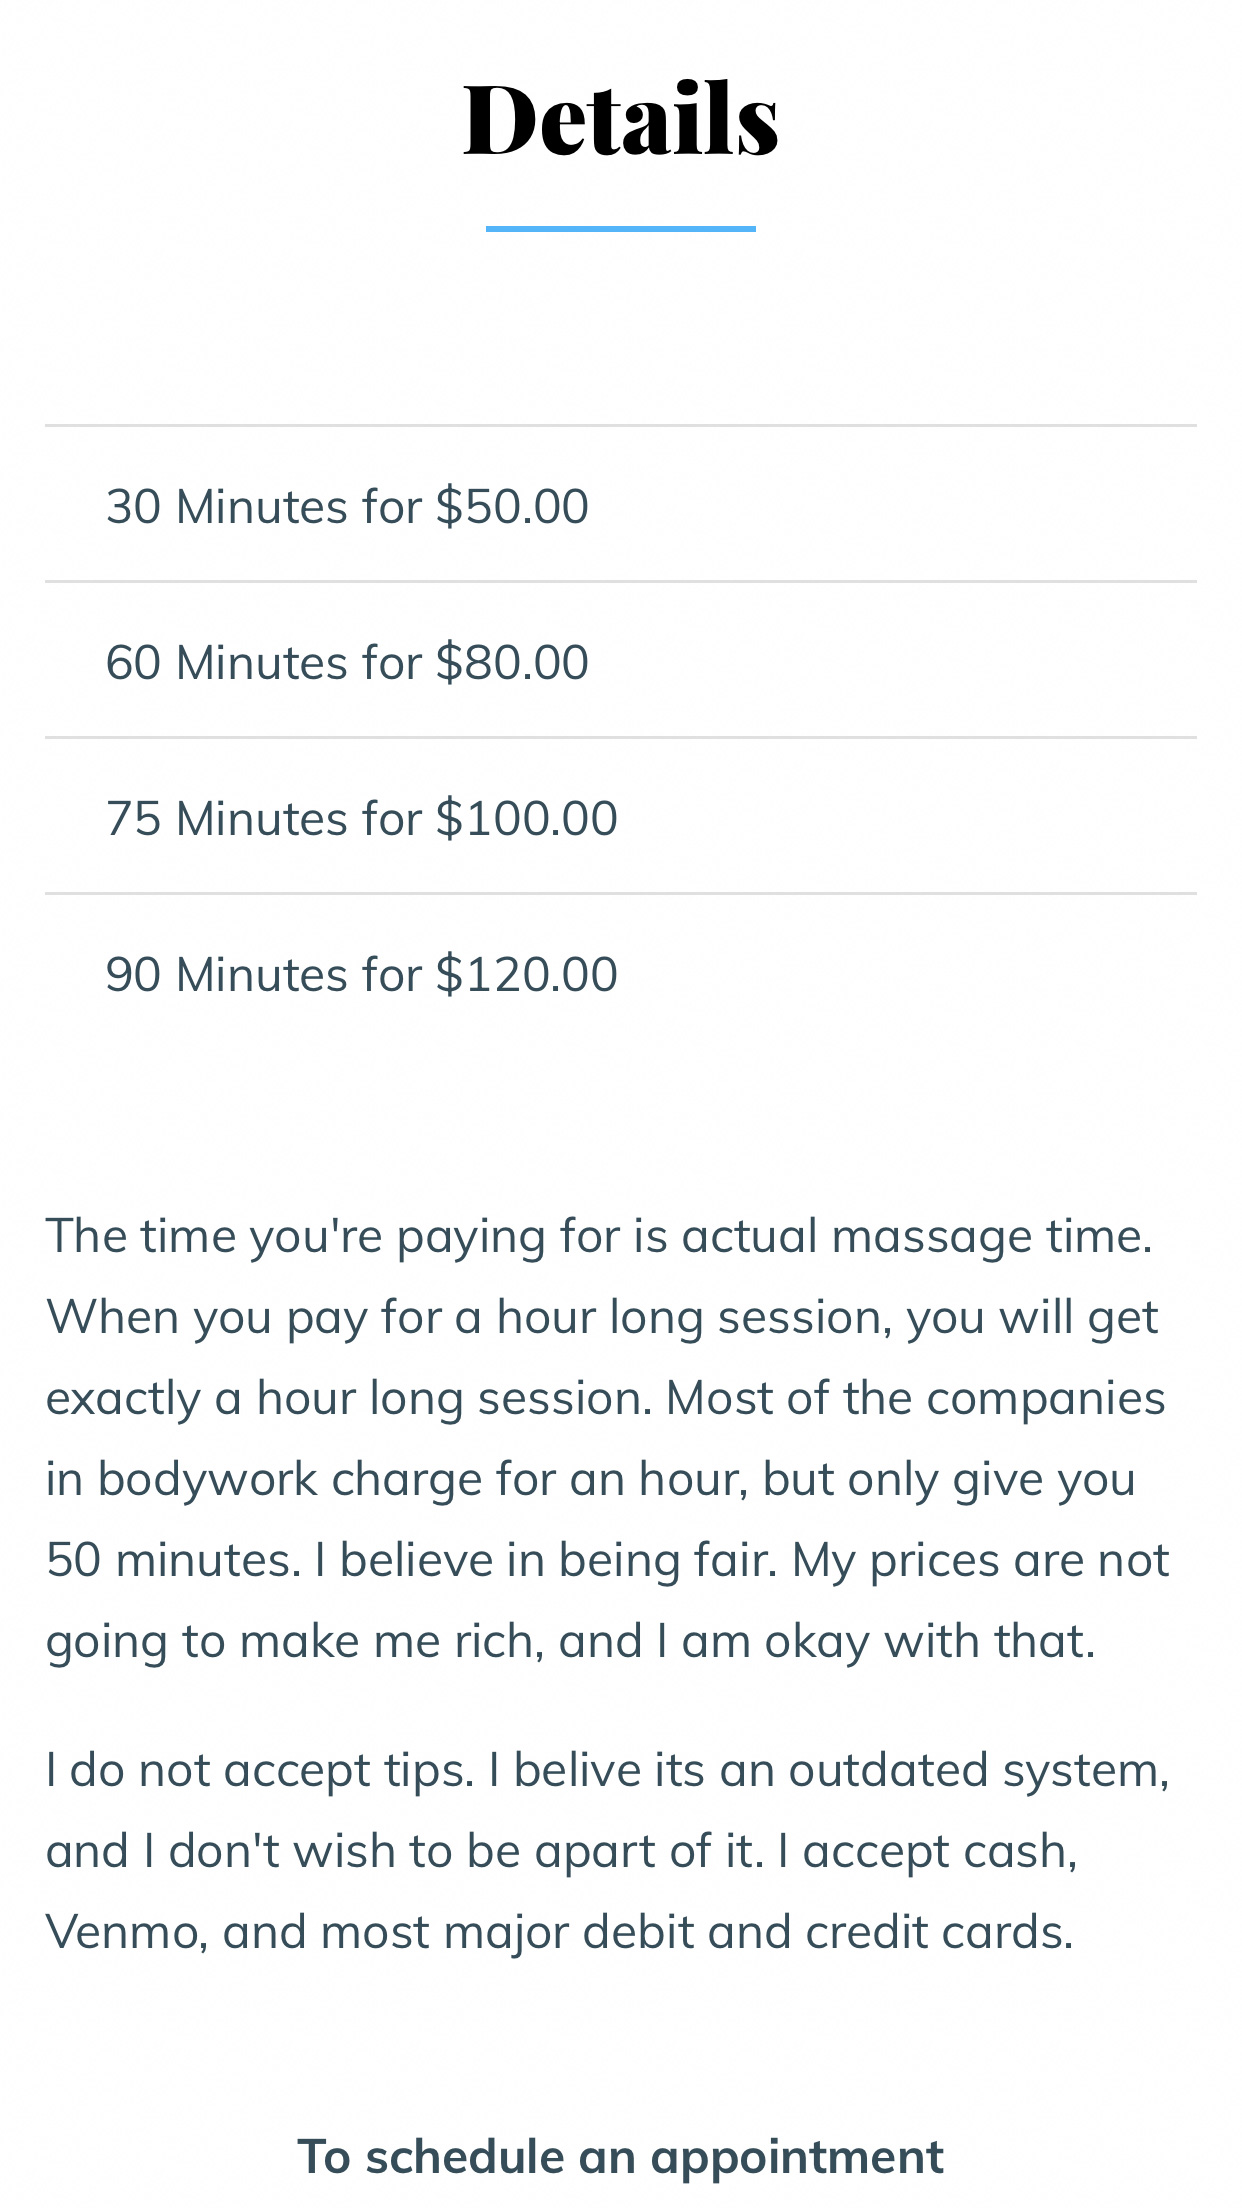 Details
30 Minutes for $50.00
60 Minutes for $80.00
75 Minutes for $100.00
90 Minutes for $120.00
The time you're paying for is actual massage time.
When you pay for a hour long session, you will get
exactly a hour long session. Most of the companies
in bodywork charge for an hour, but only give you
50 minutes. I believe in being fair. My prices are not
going to make me rich, and I am okay with that.
I do not accept tips. I belive its an outdated system,
and I don't wish to be apart of it. I accept cash,
Venmo, and most major debit and credit cards.
To schedule an appointment